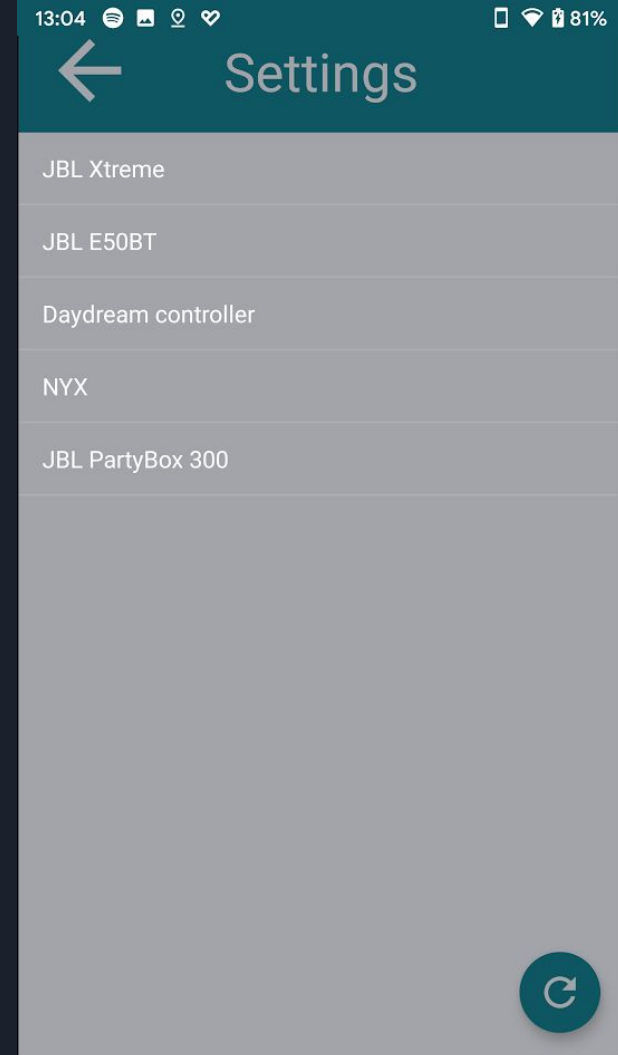 13:04 81%
Settings
JBL Xtreme
JBL E50BT
Daydream controller
NYX
JBL PartyBox 300